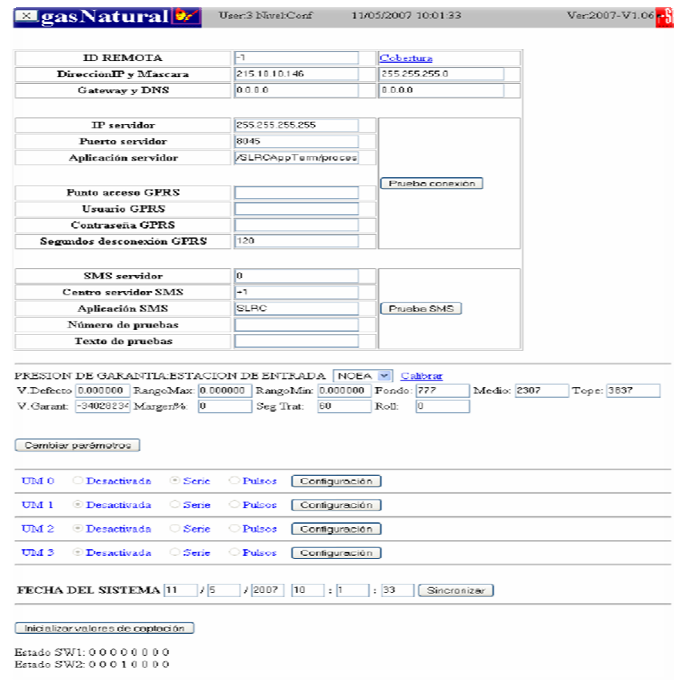 gasNatural User:3 Nivel:Conf 11/05/2007 10:01:33 Ver:2007-V1.06
ID REMOTA -1 Cobertura
DireccionIP y Mascara 215.10.10.146 255.255.255.0
Gateway y DNS 0.0.0.0 0.0.0.0
IP servidor 255.255.255.255
Puerto servidor 8045
Aplicación servidor /SLRCAppTerm/proces
Prueba conexión
Punto acceso GPRS
Usuario GPRS
Contraseña GPRS
Segundos desconexión GPRS 120
SMS servidor 0
Centro servidor SMS +1
Aplicación SMS SLRC Prueba SMS
Número de pruebas
Texto de pruebas
PRESION DE GARANTIA:ESTACION DE ENTRADA NOEA Calibrar
V.Defecto 0.000000 RangoMax: 0.000000 RangoMin: 0.000000 Fondo: 777 Medio: 2307 Tope: 3837
V.Garant: -34028234 Margen%: 0 Seg Trat: 60 Roll: 0
Cambiar parámetros
UM 0 Desactivada Serie Pulsos Configuración
UM 1 Desactivada Serie Pulsos Configuración
UM 2 Desactivada Serie Pulsos Configuración
UM 3 Desactivada Serie Pulsos Configuración
FECHA DEL SISTEMA 11 / 5 / 2007 10 : 1 : 33 Sincronizar
Inicializar valores de captación
Estado SW1: 0 0 0 0 0 0 0 0
Estado SW2: 0 0 0 1 0 0 0 0